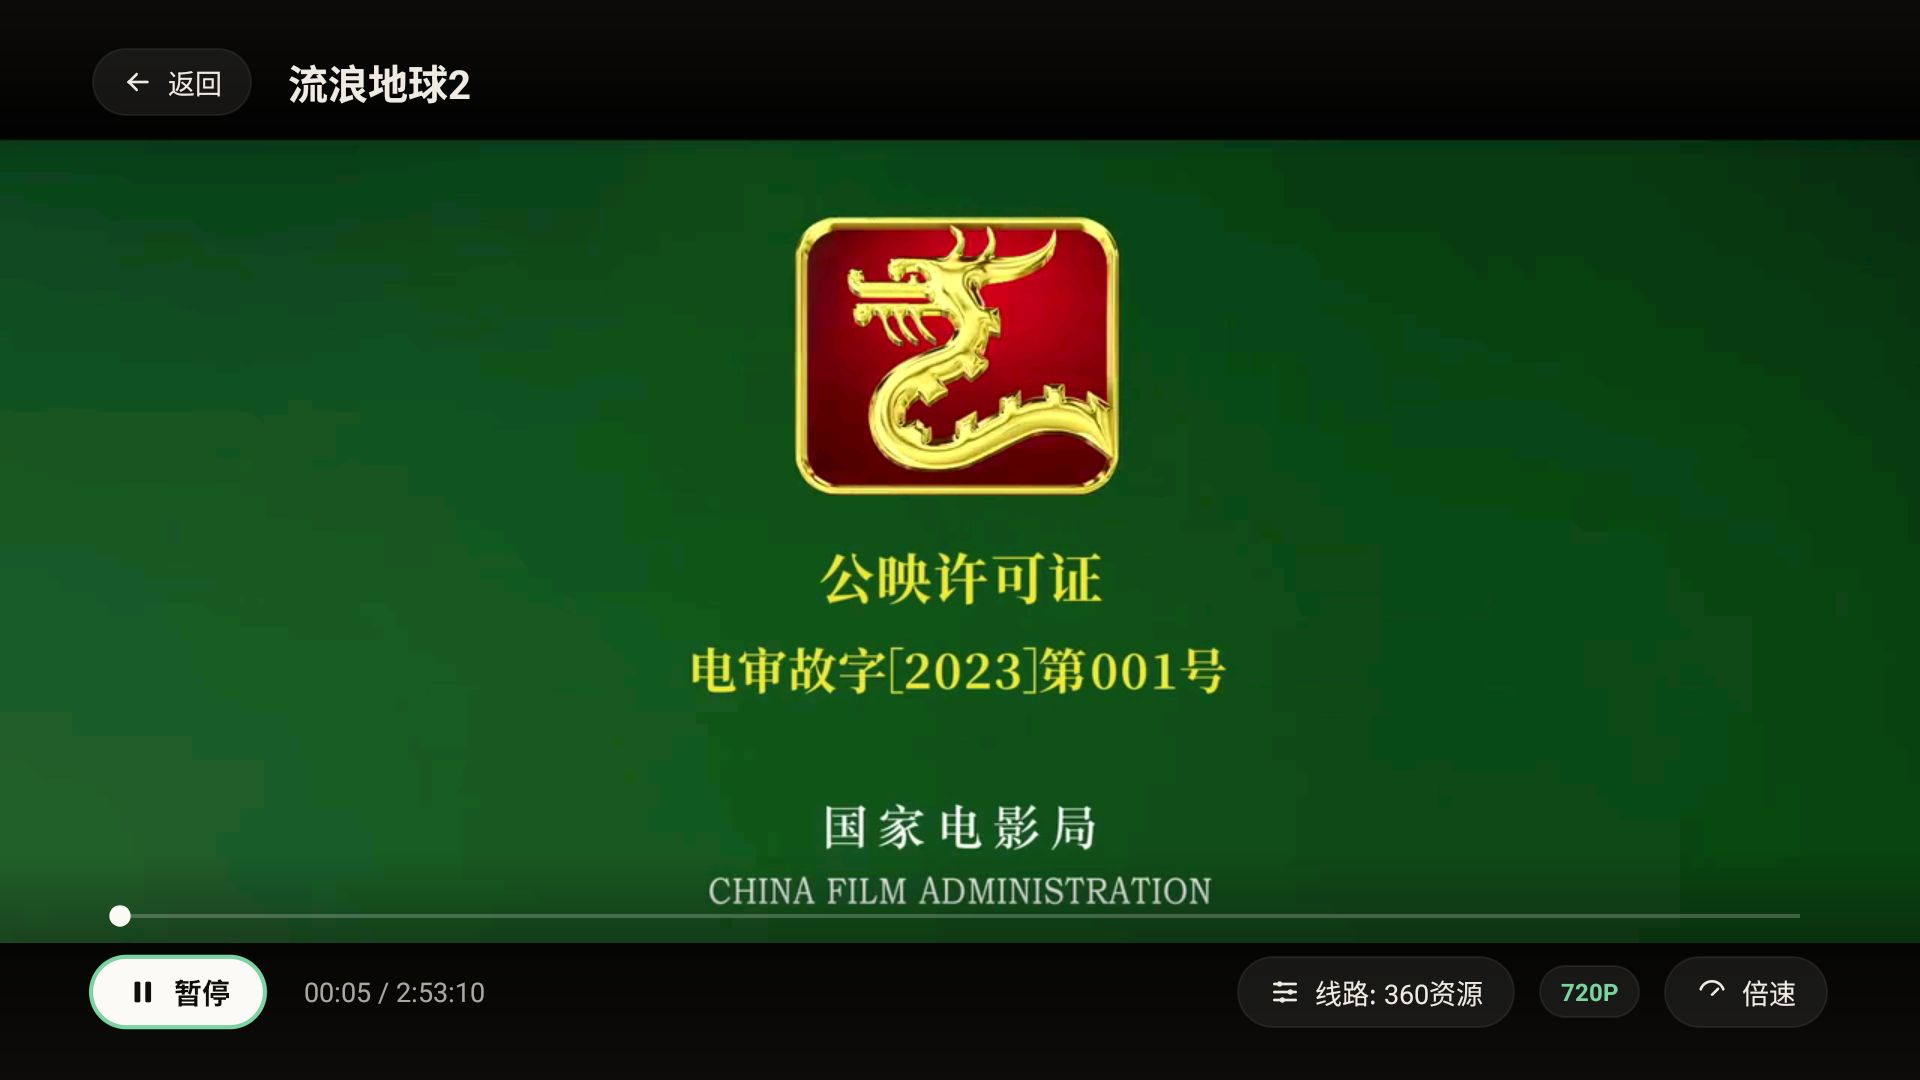 返回
流浪地球2
公映许可证
电审故字[2023]第001号
国家电影局
CHINA FILM ADMINISTRATION
暂停
00:05 / 2:53:10
线路: 360资源
720P
倍速